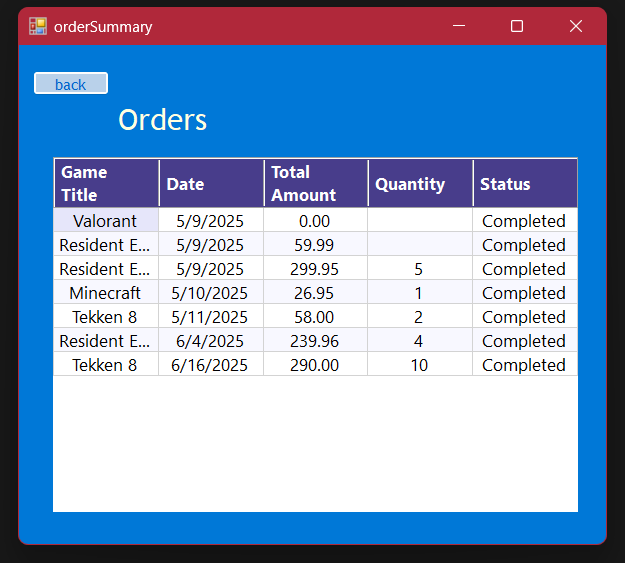 orderSummary
back
Orders
Game Title Date Total Amount Quantity Status
Valorant 5/9/2025 0.00 Completed
Resident E... 5/9/2025 59.99 Completed
Resident E... 5/9/2025 299.95 5 Completed
Minecraft 5/10/2025 26.95 1 Completed
Tekken 8 5/11/2025 58.00 2 Completed
Resident E... 6/4/2025 239.96 4 Completed
Tekken 8 6/16/2025 290.00 10 Completed